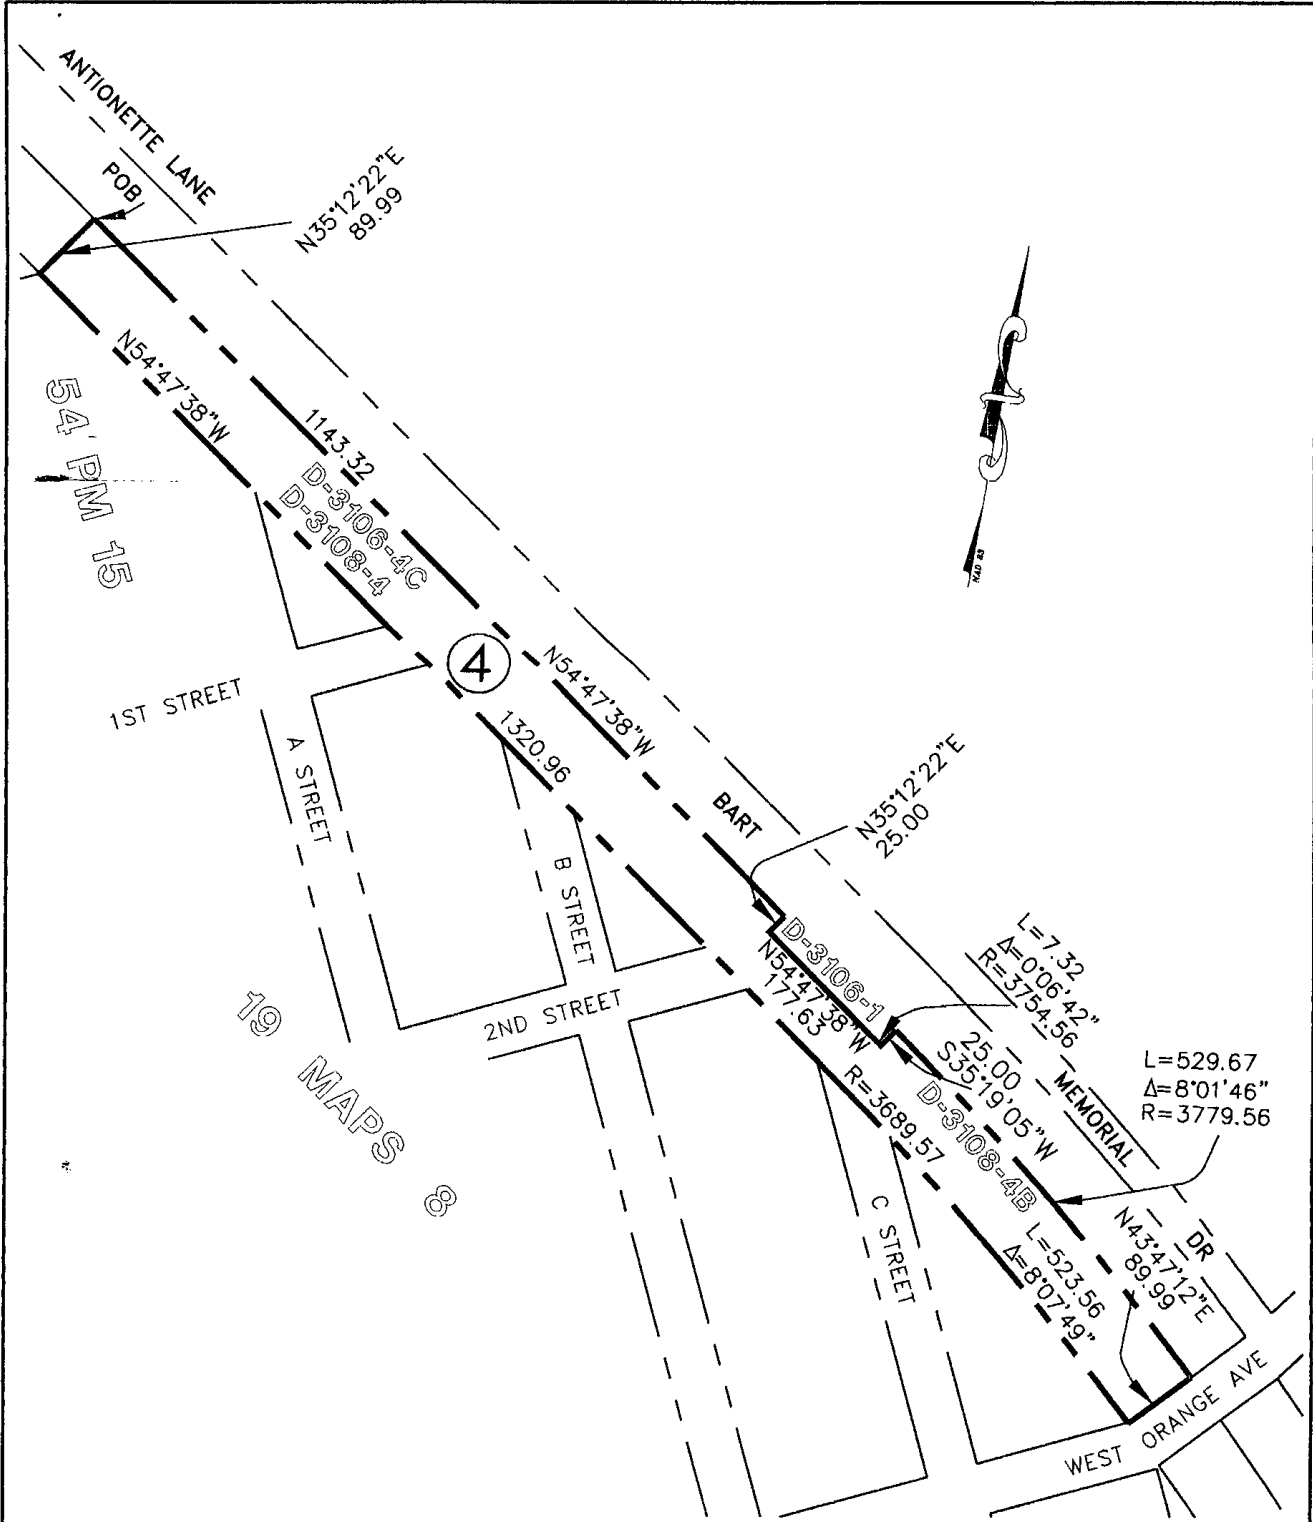 ANTIONETTE LANE
POB
N35°12'22"E
89.99
N54°47'38"W
54 PM 15
1143.32
D-3106-4C
D-3108-4
NAD 83
4
N54°47'38"W
1ST STREET
1320.96
A STREET
BART
N35°12'22"E
25.00
B STREET
D-3106-1
N54°47'38"W
177.63
L=7.32
Δ=0°06'42"
R=3754.56
2ND STREET
19 MAPS 8
25.00
S35°19'05"W
MEMORIAL DR
L=529.67
Δ=8°01'46"
R=3779.56
R=3689.57
D-3108-4B
C STREET
L=523.56
Δ=8°07'49"
N43°47'12"E
89.99
WEST ORANGE AVE